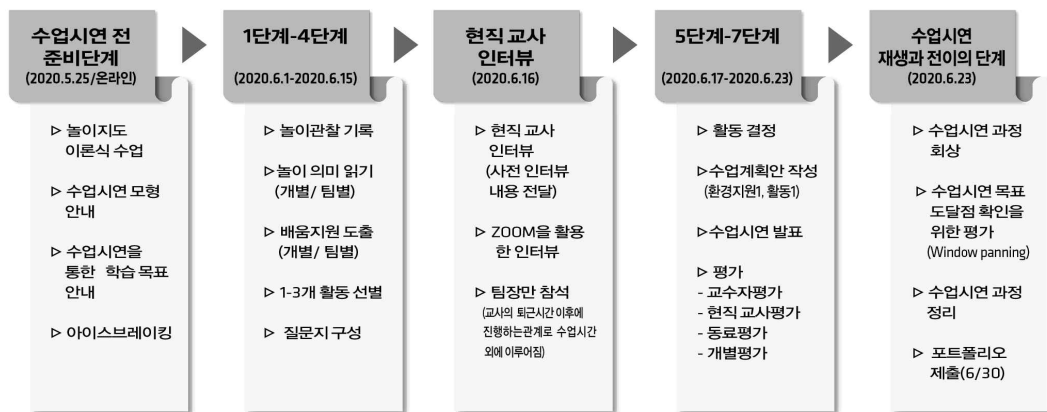 수업시연 전
준비단계
(2020.5.25/온라인)
▷ 놀이지도
이론식 수업
▷ 수업시연 모형
안내
▷ 수업시연을
통한 학습 목표
안내
▷ 아이스브레이킹
1단계-4단계
(2020.6.1-2020.6.15)
▷ 놀이관찰 기록
▷ 놀이 의미 읽기
(개별/ 팀별)
▷ 배움지원 도출
(개별/ 팀별)
▷ 1-3개 활동 선별
▷ 질문지 구성
현직 교사
인터뷰
(2020.6.16)
▷ 현직 교사
인터뷰
(사전 인터뷰
내용 전달)
▷ ZOOM을 활용
한 인터뷰
▷ 팀장만 참석
(교사의 퇴근시간 이후에
진행하는관계로 수업시간
외에 이루어짐)
5단계-7단계
(2020.6.17-2020.6.23)
▷ 활동 결정
▷수업계획안 작성
(환경지원1, 활동1)
▷수업시연 발표
▷ 평가
- 교수자평가
- 현직 교사평가
- 동료평가
- 개별평가
수업시연
재생과 전이의 단계
(2020.6.23)
▷ 수업시연 과정
회상
▷ 수업시연 목표
도달점 확인을
위한 평가
(Window panning)
▷ 수업시연 과정
정리
▷ 포트폴리오
제출(6/30)